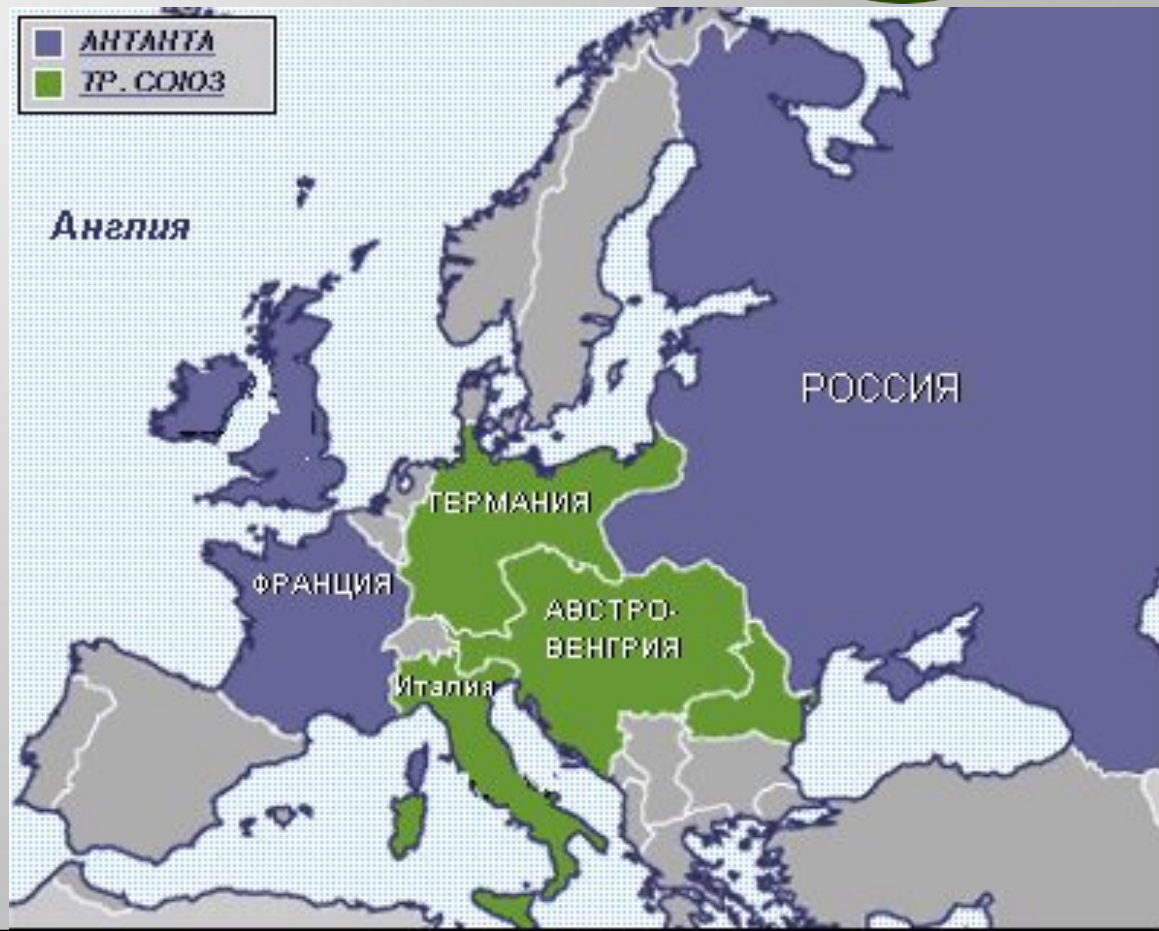 АНТАНТА
ТР. СОЮЗ
Англия
РОССИЯ
ГЕРМАНИЯ
ФРАНЦИЯ
АВСТРО-
ВЕНГРИЯ
Италия